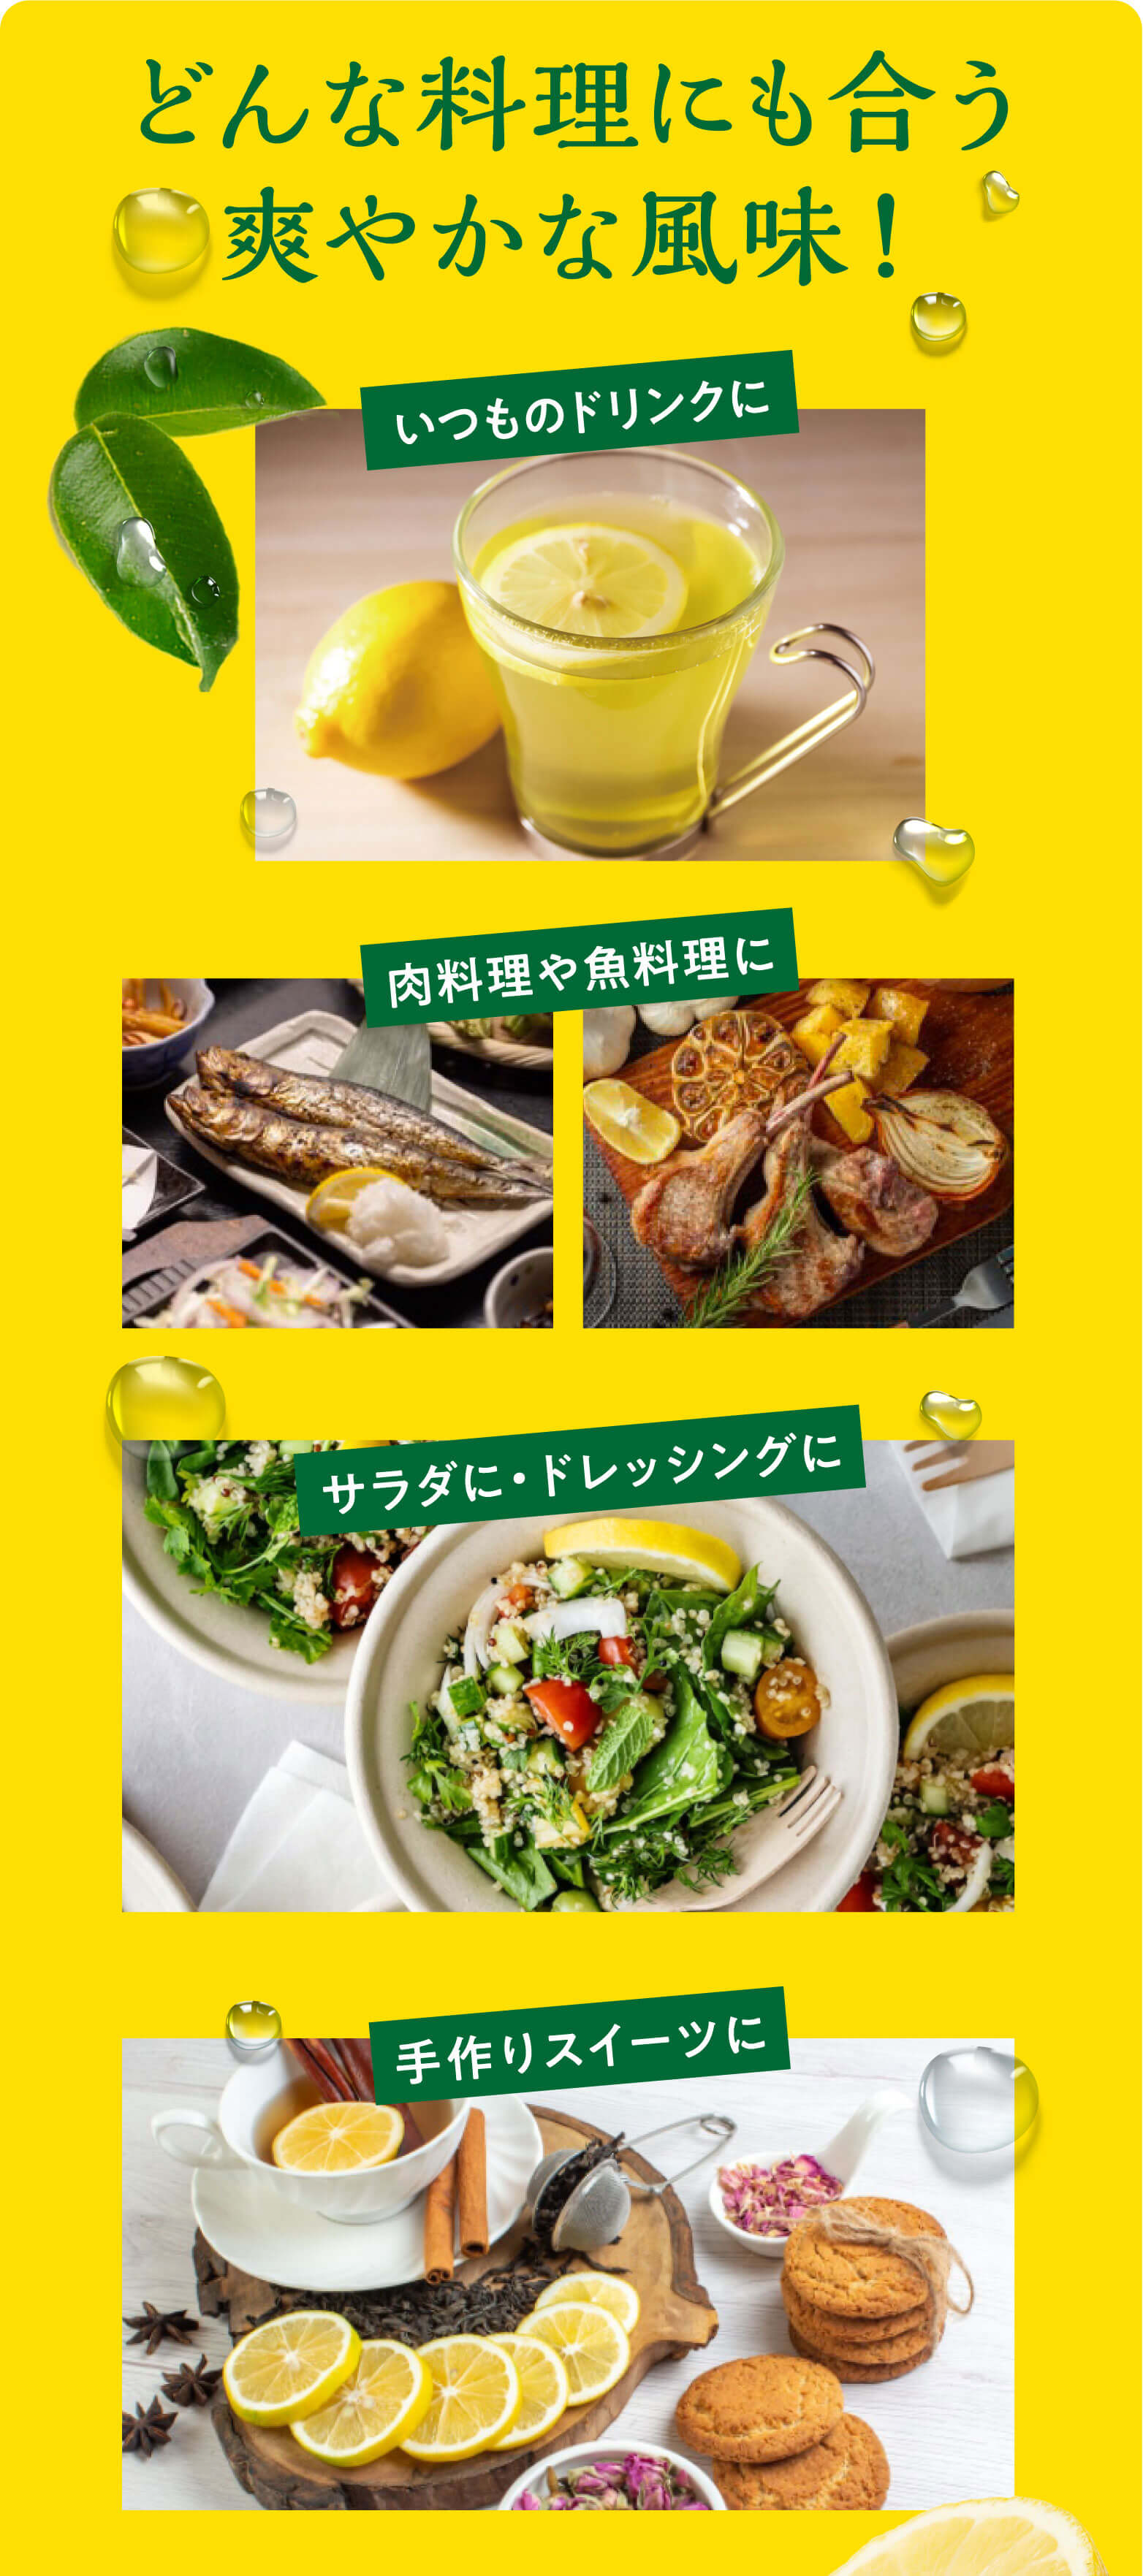 どんな料理にも合う
爽やかな風味！
いつものドリンクに
肉料理や魚料理に
サラダに・ドレッシングに
手作りスイーツに